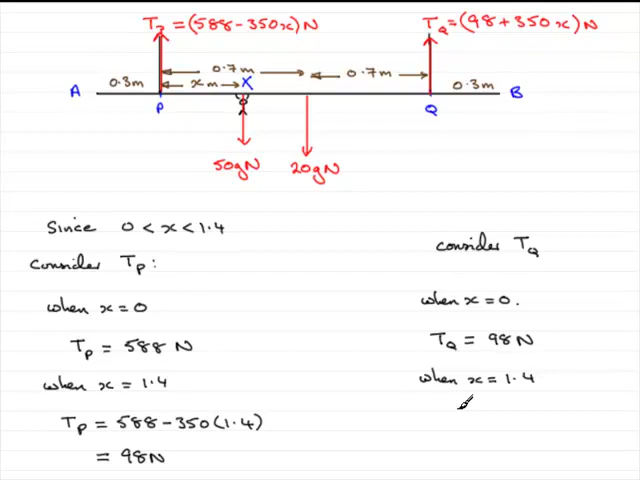 T_P = (588 - 350x) N
T_Q = (98 + 350x) N
0.7m
0.7m
0.3m
x m
X
0.3m
A
B
P
Q
50gN
20gN
Since 0 < x < 1.4
consider T_Q
consider T_P :
when x = 0
when x = 0.
T_P = 588 N
T_Q = 98N
when x = 1.4
when x = 1.4
T_P = 588 - 350(1.4)
= 98N